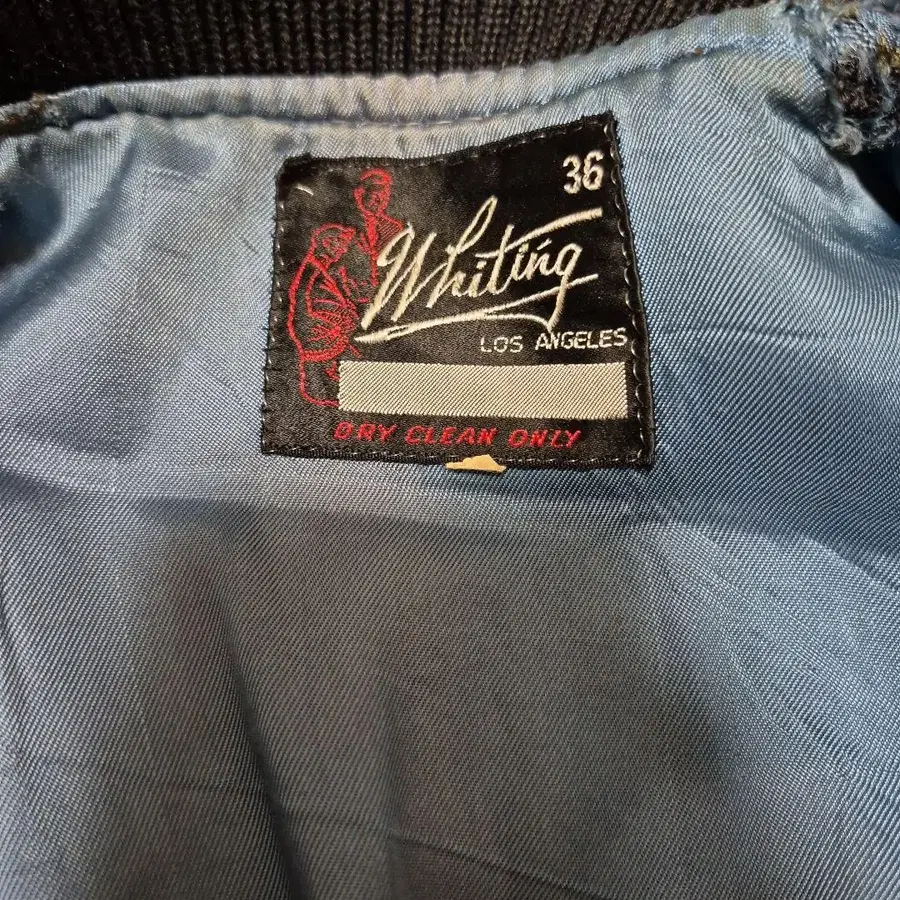 36
Whiting
LOS ANGELES
DRY CLEAN ONLY